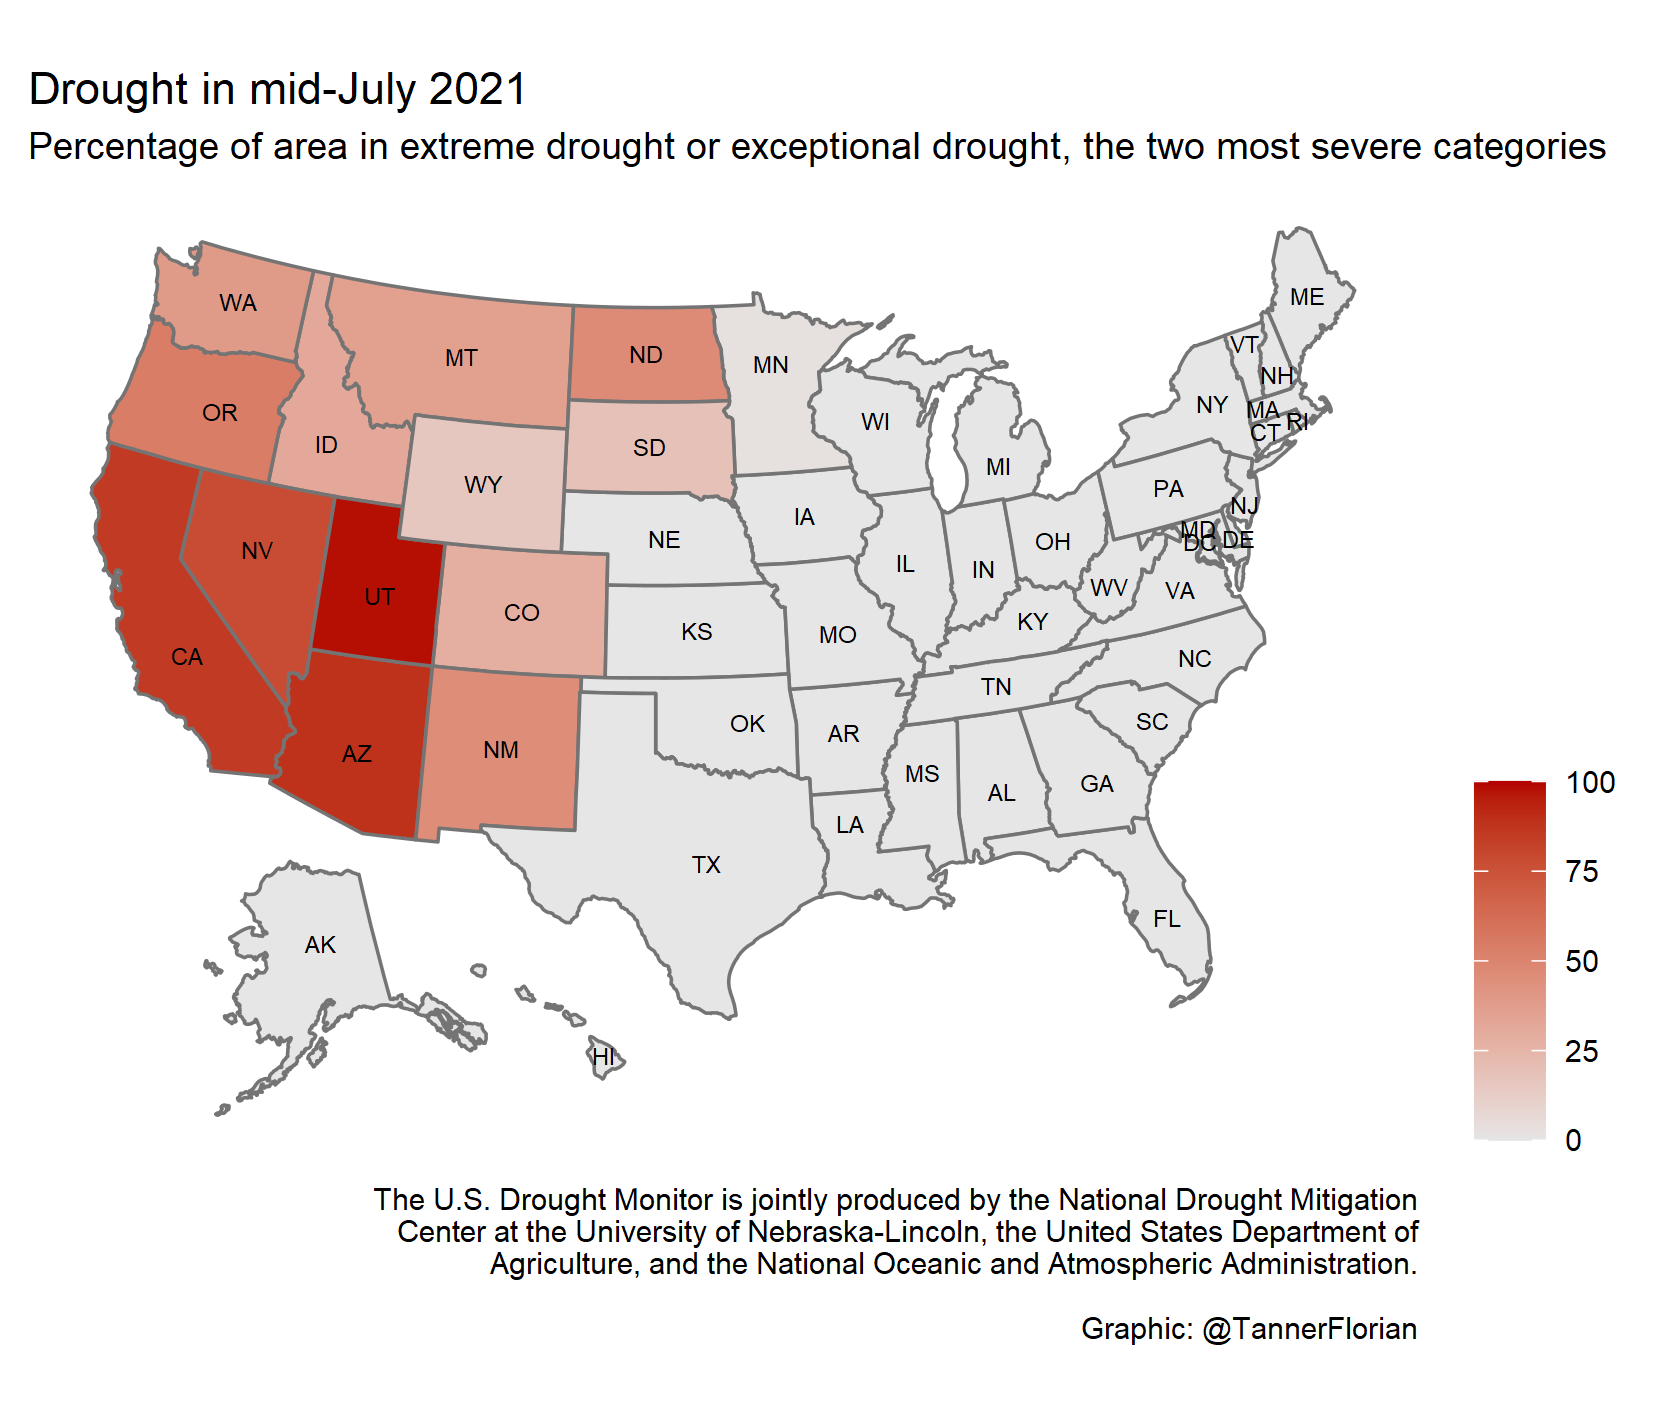 Drought in mid-July 2021
Percentage of area in extreme drought or exceptional drought, the two most severe categories
ME
WA
VT
ND
MT
MN
NH
NY
MA
OR
WI
RI
CT
ID
SD
MI
WY
PA
NJ
IA
MD
NE
DC
DE
OH
NV
IL
IN
WV
VA
UT
CO
KY
KS
MO
CA
NC
TN
SC
OK
AR
NM
AZ
MS
GA
AL
LA
TX
FL
AK
HI
100
75
50
25
0
The U.S. Drought Monitor is jointly produced by the National Drought Mitigation
Center at the University of Nebraska-Lincoln, the United States Department of
Agriculture, and the National Oceanic and Atmospheric Administration.
Graphic: @TannerFlorian